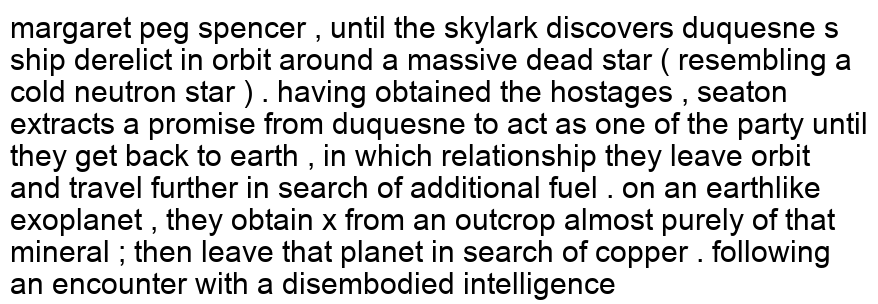 margaret peg spencer , until the skylark discovers duquesne s
ship derelict in orbit around a massive dead star ( resembling a
cold neutron star ) . having obtained the hostages , seaton
extracts a promise from duquesne to act as one of the party until
they get back to earth , in which relationship they leave orbit
and travel further in search of additional fuel . on an earthlike
exoplanet , they obtain x from an outcrop almost purely of that
mineral ; then leave that planet in search of copper . following
an encounter with a disembodied intelligence